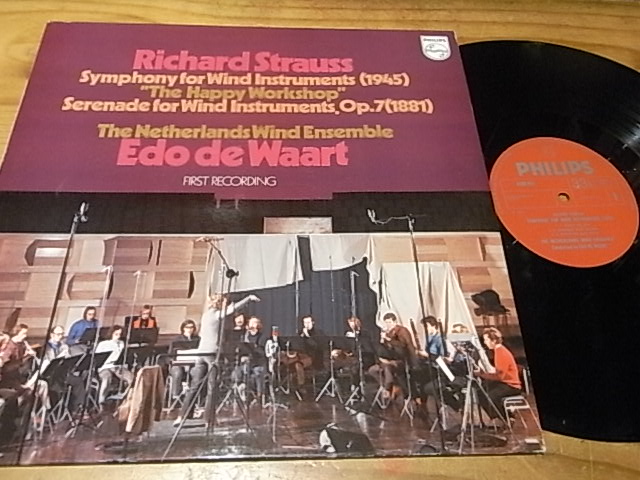 Richard Strauss
Symphony for Wind Instruments (1945)
"The Happy Workshop"
Serenade for Wind Instruments, Op.7(1881)
The Netherlands Wind Ensemble
Edo de Waart
FIRST RECORDING
PHILIPS
PHILIPS